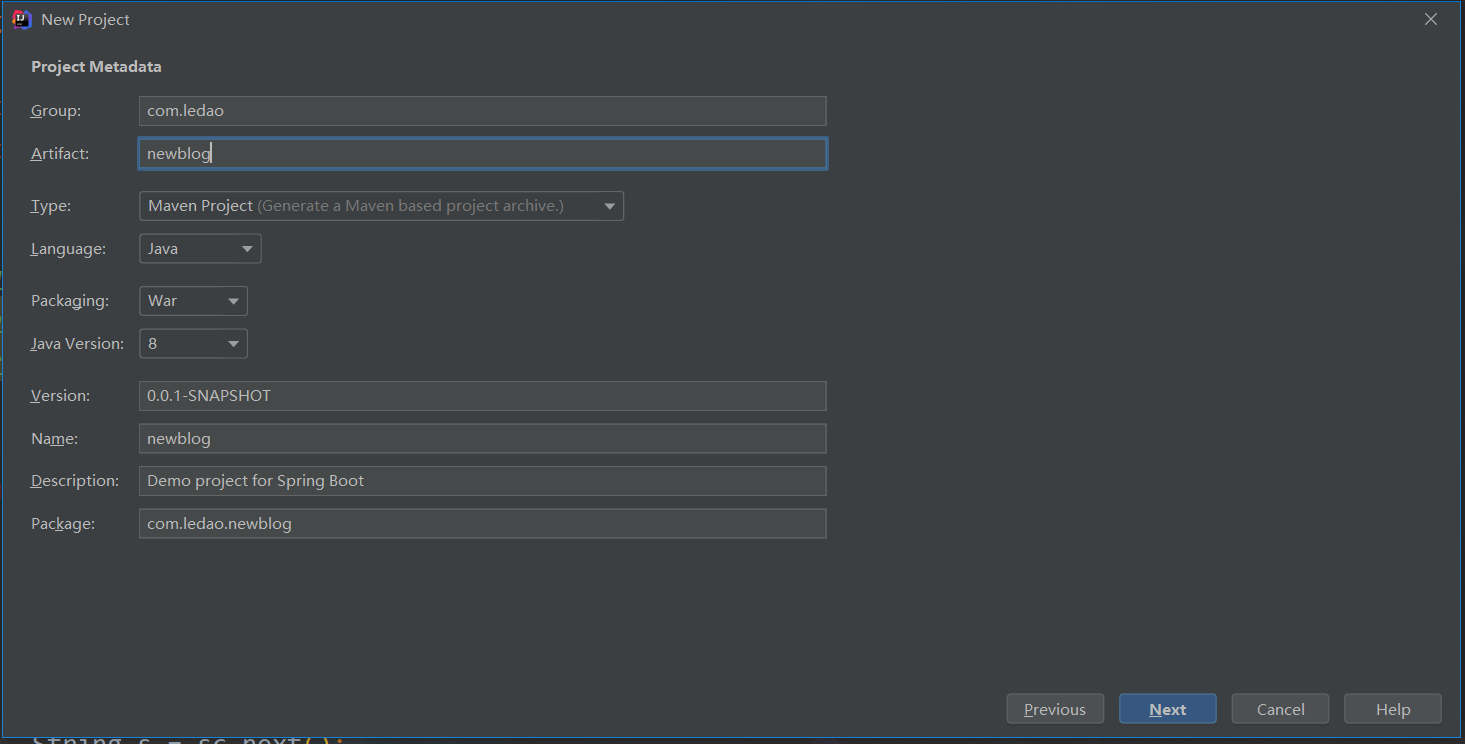 New Project
Project Metadata
Group: com.ledao
Artifact: newblog
Type: Maven Project (Generate a Maven based project archive.)
Language: Java
Packaging: War
Java Version: 8
Version: 0.0.1-SNAPSHOT
Name: newblog
Description: Demo project for Spring Boot
Package: com.ledao.newblog
Previous Next Cancel Help
String s = sc.next();